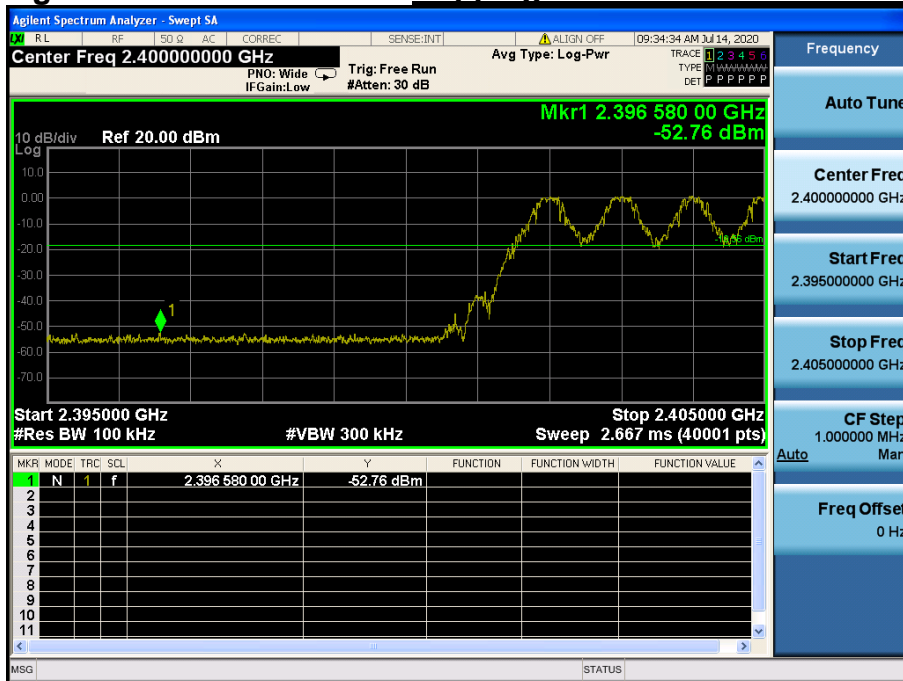 Agilent Spectrum Analyzer - Swept SA
LXI RL RF 50 Ω AC CORREC SENSE:INT ALIGN OFF 09:34:34 AM Jul 14, 2020
Center Freq 2.400000000 GHz Avg Type: Log-Pwr TRACE 1 2 3 4 5 6
PNO: Wide Trig: Free Run TYPE M WWWWW
IFGain:Low #Atten: 30 dB DET P P P P P P
Frequency
Auto Tune
Center Freq
2.400000000 GHz
Start Freq
2.395000000 GHz
Stop Freq
2.405000000 GHz
CF Step
1.000000 MHz
Auto Man
Freq Offset
0 Hz
Mkr1 2.396 580 00 GHz
-52.76 dBm
10 dB/div Ref 20.00 dBm
Log
10.0
0.00
-10.0
-20.0
-30.0
-40.0
1
-50.0
-60.0
-70.0
Start 2.395000 GHz Stop 2.405000 GHz
#Res BW 100 kHz #VBW 300 kHz Sweep 2.667 ms (40001 pts)
MKR MODE TRC SCL X Y FUNCTION FUNCTION WIDTH FUNCTION VALUE
1 N 1 f 2.396 580 00 GHz -52.76 dBm
2
3
4
5
6
7
8
9
10
11
MSG STATUS